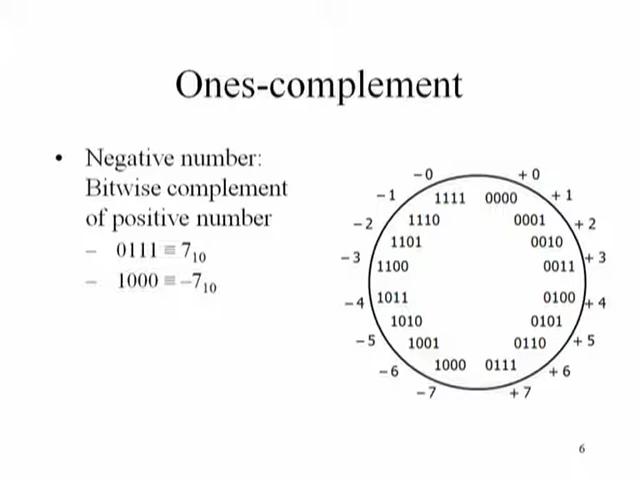 Ones-complement
• Negative number:
Bitwise complement
of positive number
– 0111 ≡ 7₁₀
– 1000 ≡ –7₁₀
−0 +0
−1 1111 0000 +1
−2 1110 0001 +2
1101 0010
−3 1100 0011 +3
−4 1011 0100 +4
1010 0101
−5 1001 0110 +5
−6 1000 0111 +6
−7 +7
6